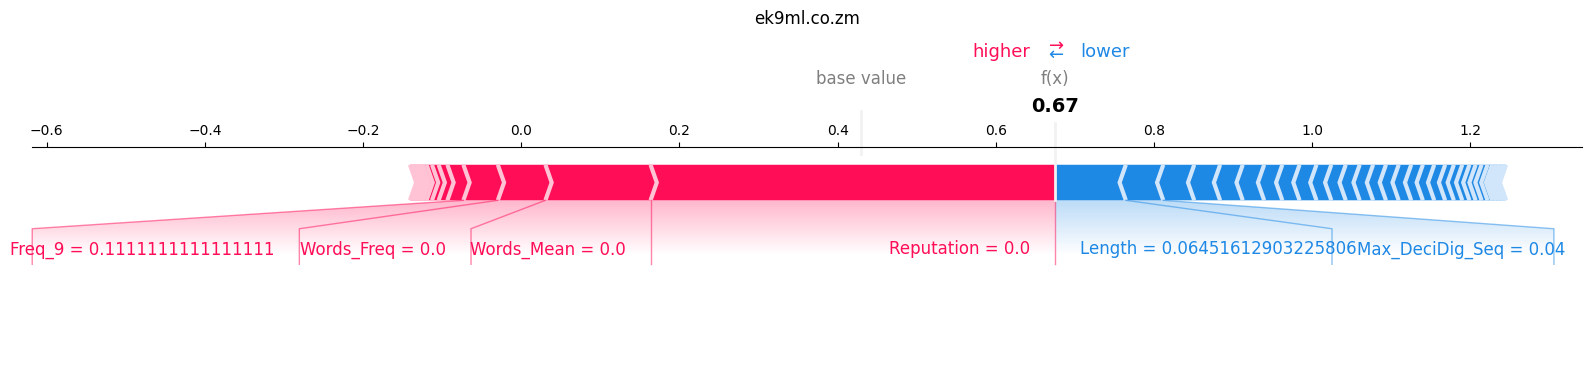 ek9ml.co.zm
higher ⇄ lower
base value f(x)
0.67
−0.6 −0.4 −0.2 0.0 0.2 0.4 0.6 0.8 1.0 1.2
Freq_9 = 0.1111111111111111 Words_Freq = 0.0 Words_Mean = 0.0 Reputation = 0.0 Length = 0.06451612903225806 Max_DeciDig_Seq = 0.04